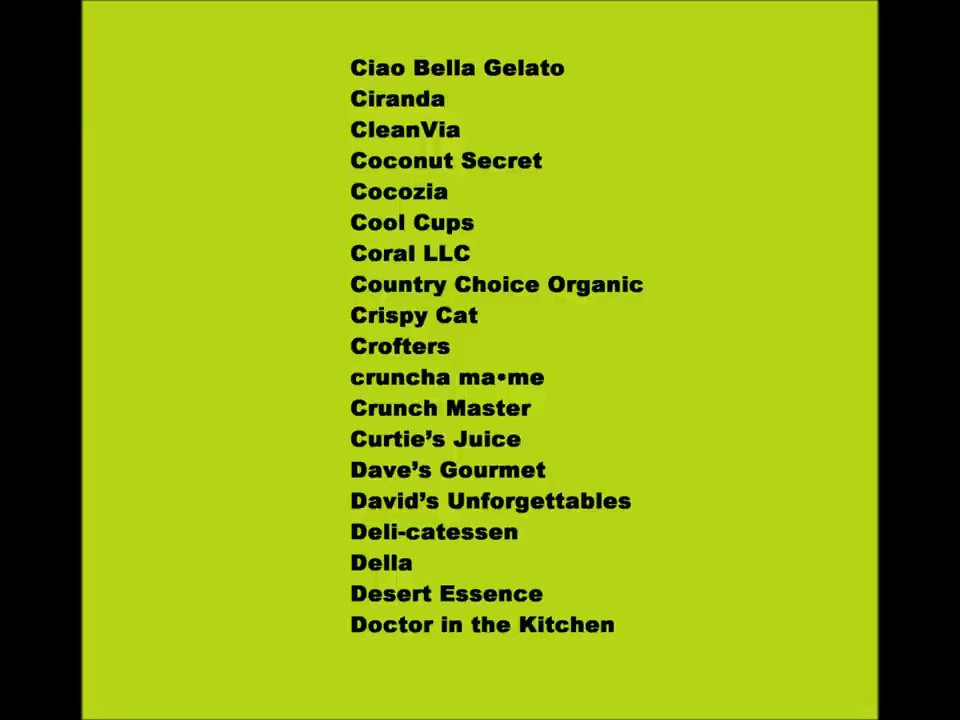 Ciao Bella Gelato
Ciranda
CleanVia
Coconut Secret
Cocozia
Cool Cups
Coral LLC
Country Choice Organic
Crispy Cat
Crofters
cruncha ma•me
Crunch Master
Curtie’s Juice
Dave’s Gourmet
David’s Unforgettables
Deli-catessen
Della
Desert Essence
Doctor in the Kitchen